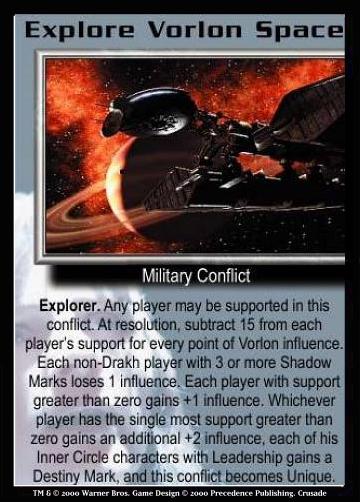 Explore Vorlon Space
Military Conflict
Explorer. Any player may be supported in this
conflict. At resolution, subtract 15 from each
player's support for every point of Vorlon influence.
Each non-Drakh player with 3 or more Shadow
Marks loses 1 influence. Each player with support
greater than zero gains +1 influence. Whichever
player has the single most support greater than
zero gains an additional +2 influence, each of his
Inner Circle characters with Leadership gains a
Destiny Mark, and this conflict becomes Unique.
TM & © 2000 Warner Bros. Game Design © 2000 Precedence Publishing. Crusade